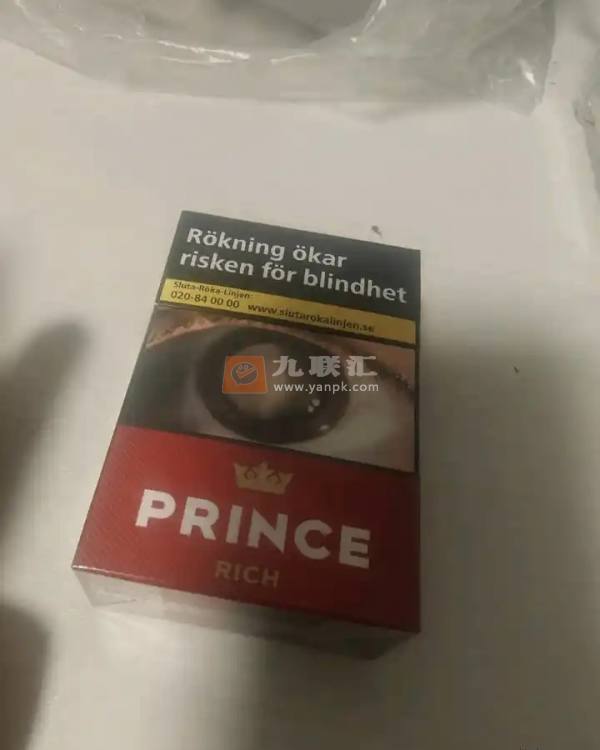 Rökning ökar
risken för blindhet
Sluta-Röka-Linjen:
020-84 00 00 www.slutarokalinjen.se
九联汇
www.yanpk.com
PRINCE
RICH